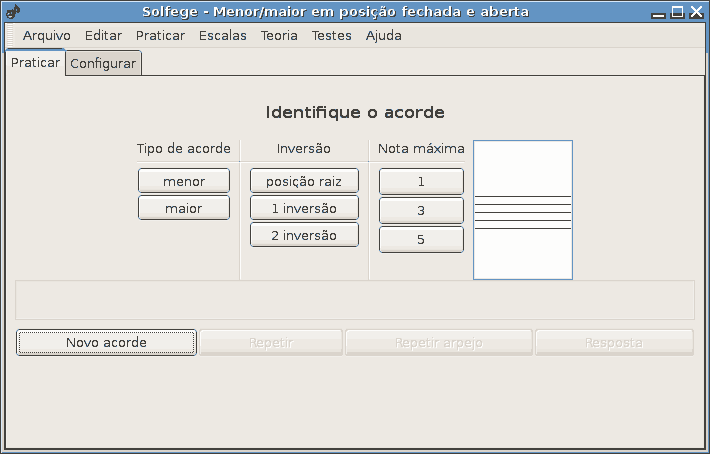 Solfege - Menor/maior em posição fechada e aberta
Arquivo Editar Praticar Escalas Teoria Testes Ajuda
Praticar Configurar
Identifique o acorde
Tipo de acorde Inversão Nota máxima
menor posição raiz 1
maior 1 inversão 3
2 inversão 5
Novo acorde Repetir Repetir arpejo Resposta